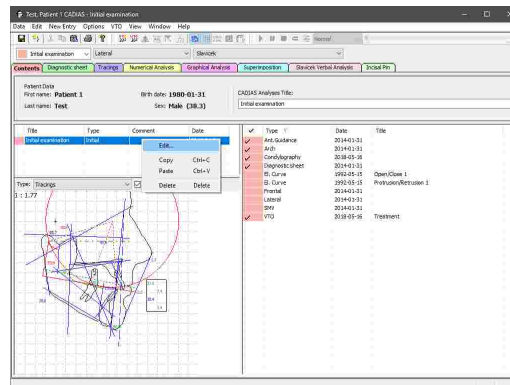 Test, Patient 1 CADIAS - Initial examination
Data Edit New Entry Options VTO View Window Help
Normal
Initial examination Lateral Slavicek
Contents Diagnostic sheet Tracings Numerical Analysis Graphical Analysis Superimposition Slavicek Verbal Analysis Incisal Pin
Patient Data
First name: Patient 1 Birth date: 1980-01-31 CADIAS Analyses Title:
Last name: Test Sex: Male (38.3) Initial examination
Title Type Comment Date
Initial examination Initial
Edit...
Copy Ctrl+C
Paste Ctrl+V
Delete Delete
Type Date Title
Ant.Guidance 2014-01-31
Arch 2014-01-31
Condylography 2018-05-16
Diagnostic sheet 2014-01-31
El. Curve 1992-05-15 Open/Close 1
El. Curve 1992-05-15 Protrusion/Retrusion 1
Frontal 2014-01-31
Lateral 2014-01-31
SMV 2014-01-31
VTO 2018-05-16 Treatment
Type: Tracings
1 : 1.77